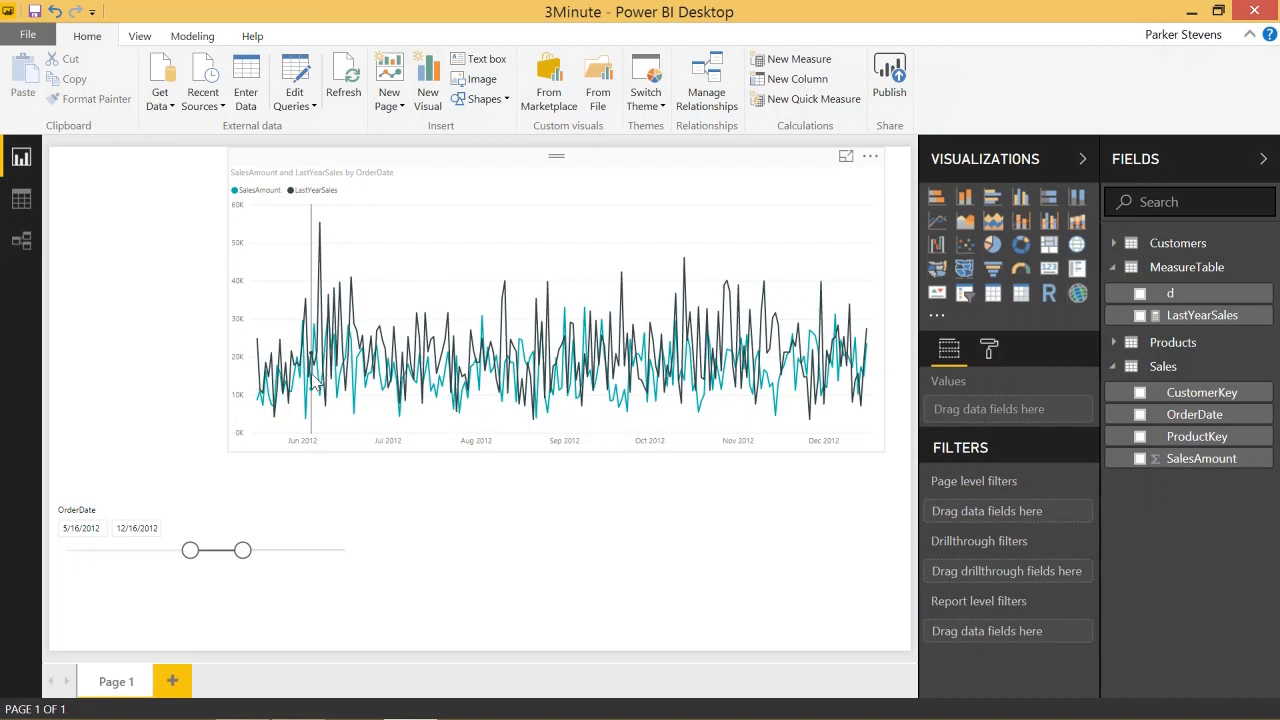 3Minute - Power BI Desktop
File
Home
View
Modeling
Help
Parker Stevens
Paste
Cut
Copy
Format Painter
Clipboard
Get Data
Recent Sources
Enter Data
Edit Queries
Refresh
External data
New Page
New Visual
Text box
Image
Shapes
Insert
From Marketplace
From File
Custom visuals
Switch Theme
Themes
Manage Relationships
Relationships
New Measure
New Column
New Quick Measure
Calculations
Publish
Share
SalesAmount and LastYearSales by OrderDate
SalesAmount LastYearSales
60K
50K
40K
30K
20K
10K
0K
Jun 2012 Jul 2012 Aug 2012 Sep 2012 Oct 2012 Nov 2012 Dec 2012
OrderDate
5/16/2012 12/16/2012
VISUALIZATIONS
R
123
Values
Drag data fields here
FILTERS
Page level filters
Drag data fields here
Drillthrough filters
Drag drillthrough fields here
Report level filters
Drag data fields here
FIELDS
Search
Customers
MeasureTable
d
LastYearSales
Products
Sales
CustomerKey
OrderDate
ProductKey
SalesAmount
Page 1
PAGE 1 OF 1